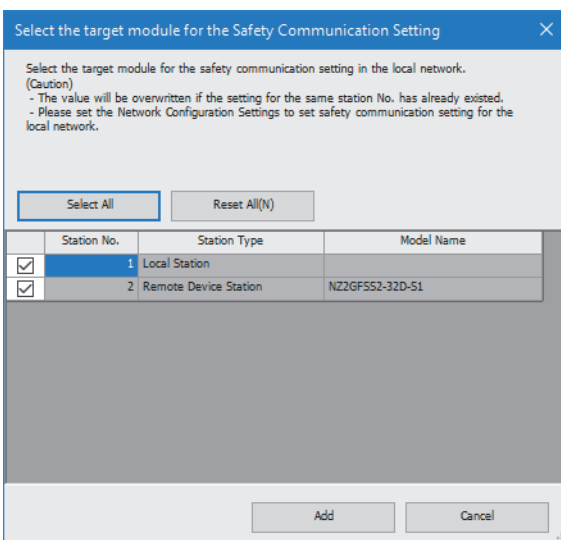 Select the target module for the Safety Communication Setting
Select the target module for the safety communication setting in the local network.
(Caution)
- The value will be overwritten if the setting for the same station No. has already existed.
- Please set the Network Configuration Settings to set safety communication setting for the
local network.
Select All Reset All(N)
Station No. Station Type Model Name
1 Local Station
2 Remote Device Station NZ2GFSS2-32D-S1
Add Cancel